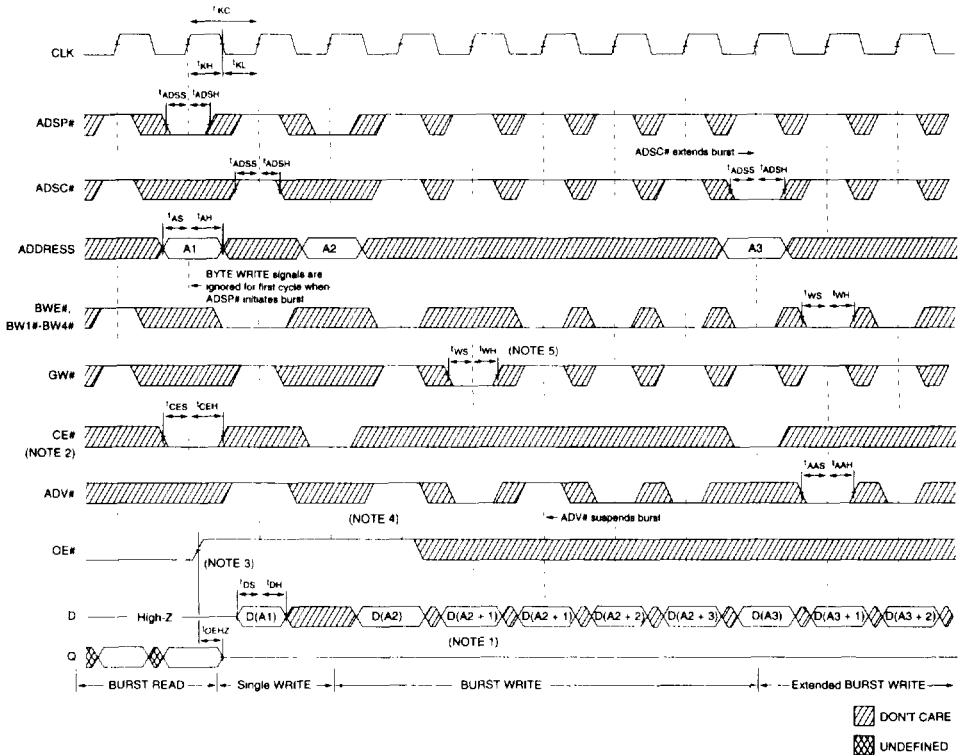 tKC
CLK
tKH tKL
tADSS tADSH
ADSP#
ADSC# extends burst
tADSS tADSH
tADSS tADSH
ADSC#
tAS tAH
ADDRESS A1 A2 A3
BYTE WRITE signals are
ignored for first cycle when
ADSP# initiates burst
BWE#,
BW1#-BW4#
tWS tWH
tWS tWH (NOTE 5)
GW#
tCES tCEH
CE#
(NOTE 2)
tAAS tAAH
ADV#
(NOTE 4) ADV# suspends burst
OE#
(NOTE 3)
tDS tDH
D High-Z D(A1) D(A2) D(A2 + 1) D(A2 + 1) D(A2 + 2) D(A2 + 3) D(A3) D(A3 + 1) D(A3 + 2)
tOEHZ (NOTE 1)
Q
BURST READ Single WRITE BURST WRITE Extended BURST WRITE
DON'T CARE
UNDEFINED